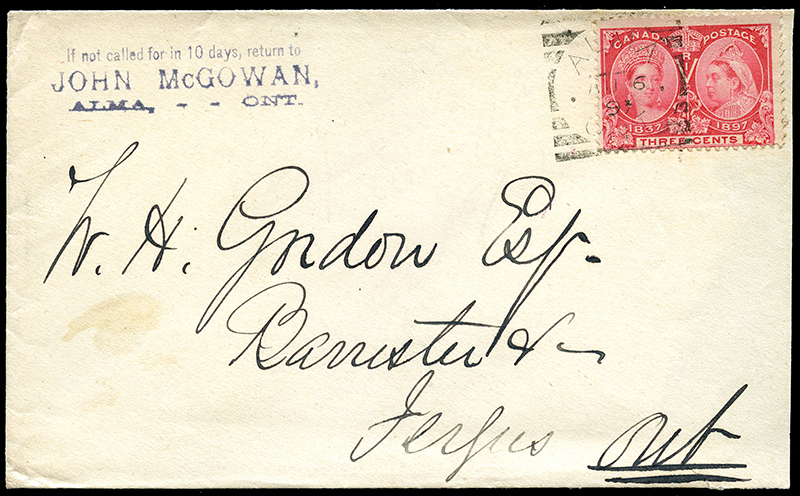 If not called for in 10 days, return to
JOHN McGOWAN,
ALMA, - - ONT.
CANADA POSTAGE
1837 1897
THREE CENTS
W. H. Gordon Esq.
Barrister &c
Fergus Ont